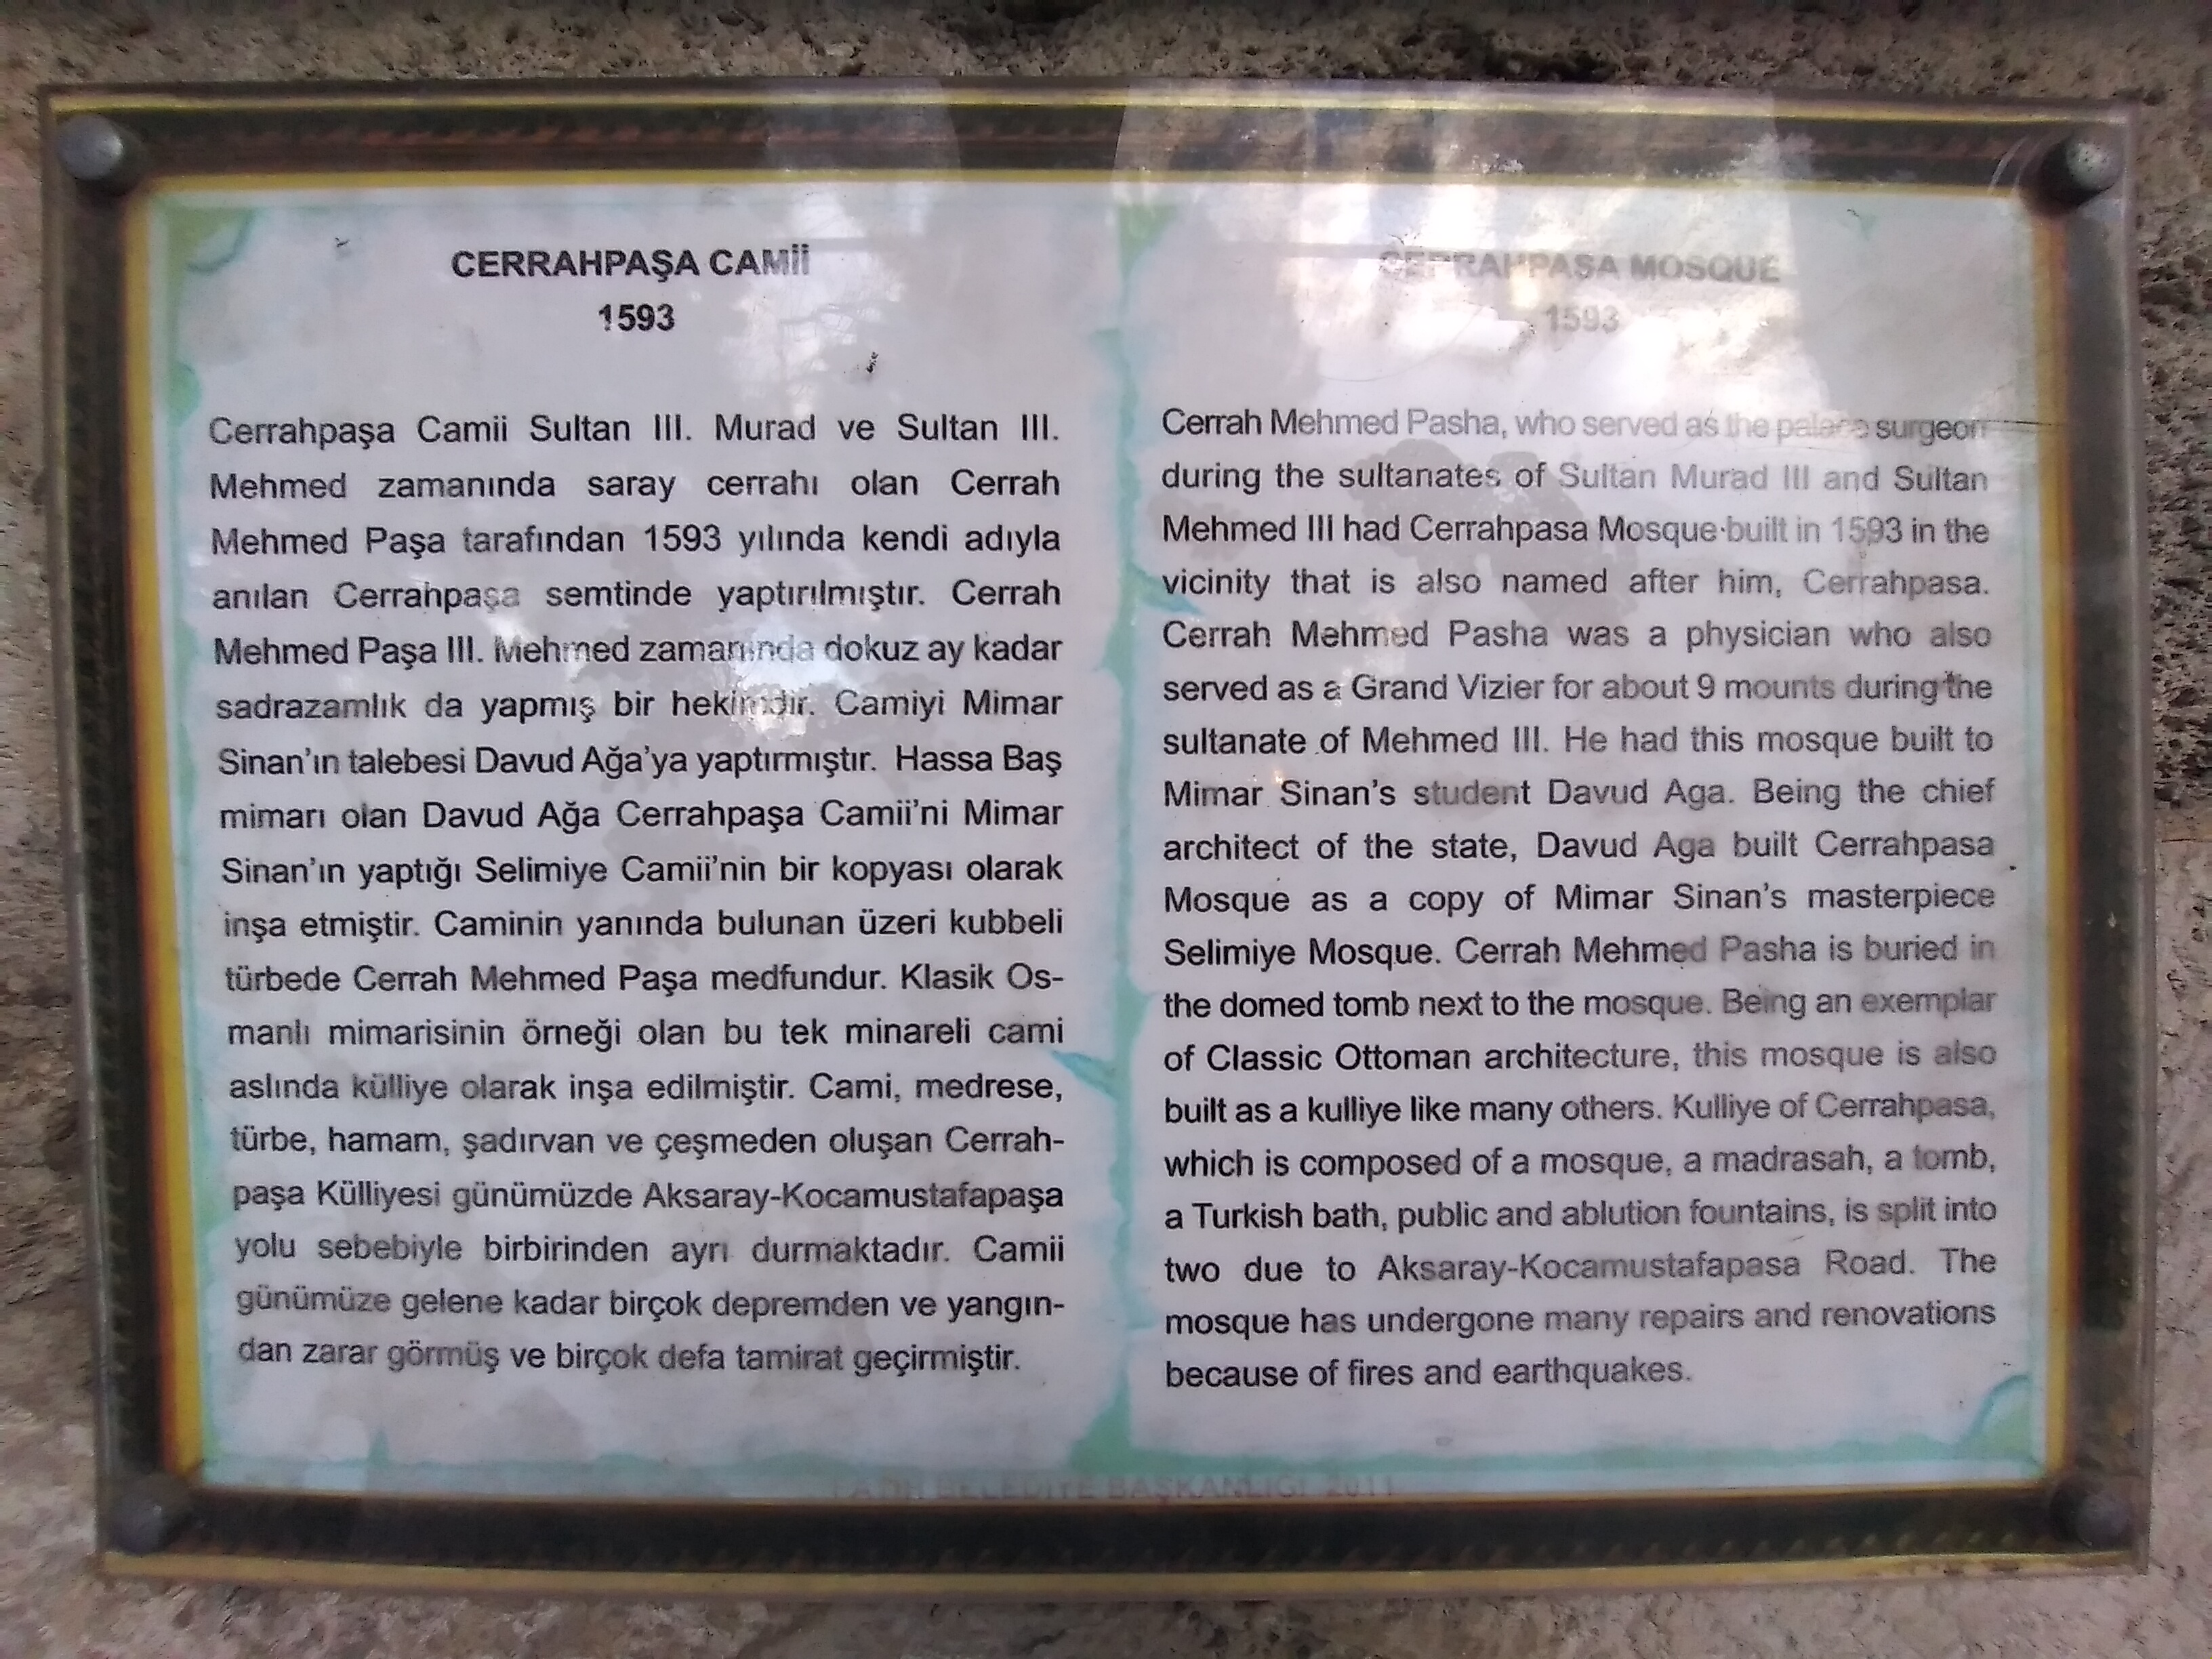 CERRAHPAŞA CAMii
1593
Cerrahpaşa Camii Sultan III. Murad ve Sultan III.
Mehmed zamanında saray cerrahı olan Cerrah
Mehmed Paşa tarafından 1593 yılında kendi adıyla
anılan Cerrahpaşa semtinde yaptırılmıştır. Cerrah
Mehmed Paşa III. Mehmed zamanında dokuz ay kadar
sadrazamlık da yapmış bir hekimdir. Camiyi Mimar
Sinan'ın talebesi Davud Ağa'ya yaptırmıştır. Hassa Baş
mimarı olan Davud Ağa Cerrahpaşa Camii'ni Mimar
Sinan'ın yaptığı Selimiye Camii'nin bir kopyası olarak
inşa etmiştir. Caminin yanında bulunan üzeri kubbeli
türbede Cerrah Mehmed Paşa medfundur. Klasik Os-
manlı mimarisinin örneği olan bu tek minareli cami
aslında külliye olarak inşa edilmiştir. Cami, medrese,
türbe, hamam, şadırvan ve çeşmeden oluşan Cerrah-
paşa Külliyesi günümüzde Aksaray-Kocamustafapaşa
yolu sebebiyle birbirinden ayrı durmaktadır. Camii
günümüze gelene kadar birçok depremden ve yangın-
dan zarar görmüş ve birçok defa tamirat geçirmiştir.
CERRAHPASA MOSQUE
1593
Cerrah Mehmed Pasha, who served as the palace surgeon
during the sultanates of Sultan Murad III and Sultan
Mehmed III had Cerrahpasa Mosque built in 1593 in the
vicinity that is also named after him, Cerrahpasa.
Cerrah Mehmed Pasha was a physician who also
served as a Grand Vizier for about 9 mounts during the
sultanate of Mehmed III. He had this mosque built to
Mimar Sinan's student Davud Aga. Being the chief
architect of the state, Davud Aga built Cerrahpasa
Mosque as a copy of Mimar Sinan's masterpiece
Selimiye Mosque. Cerrah Mehmed Pasha is buried in
the domed tomb next to the mosque. Being an exemplar
of Classic Ottoman architecture, this mosque is also
built as a kulliye like many others. Kulliye of Cerrahpasa,
which is composed of a mosque, a madrasah, a tomb,
a Turkish bath, public and ablution fountains, is split into
two due to Aksaray-Kocamustafapasa Road. The
mosque has undergone many repairs and renovations
because of fires and earthquakes.
FATİH BELEDİYE BAŞKANLIĞI 2011